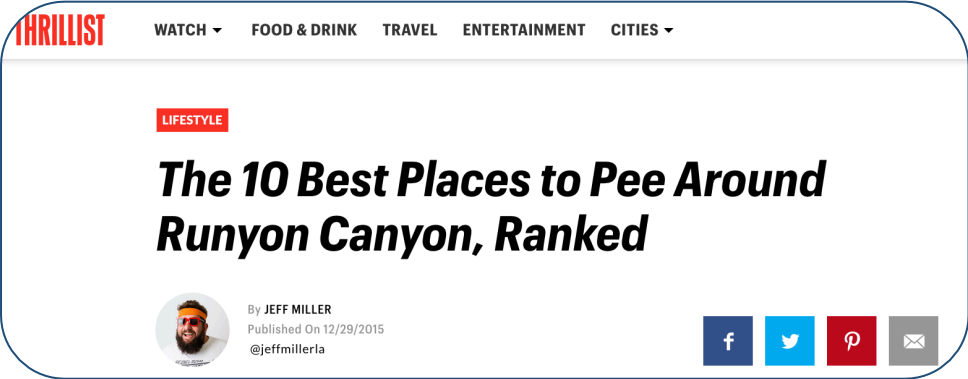 THRILLIST
WATCH FOOD & DRINK TRAVEL ENTERTAINMENT CITIES
LIFESTYLE
The 10 Best Places to Pee Around
Runyon Canyon, Ranked
By JEFF MILLER
Published On 12/29/2015
@jeffmillerla